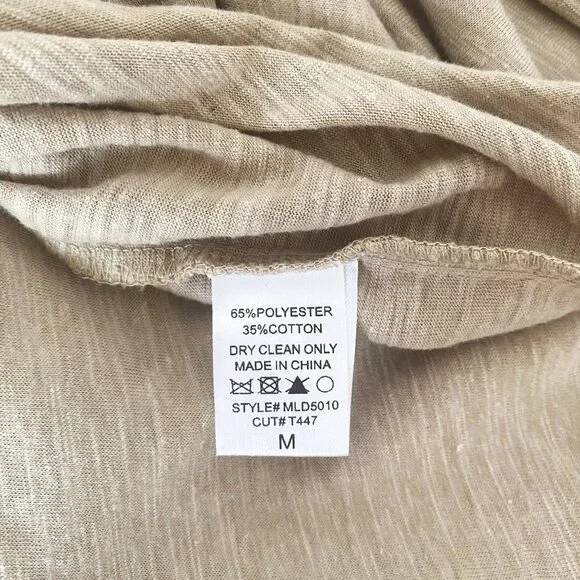 65%POLYESTER
35%COTTON
DRY CLEAN ONLY
MADE IN CHINA
STYLE# MLD5010
CUT# T447
M